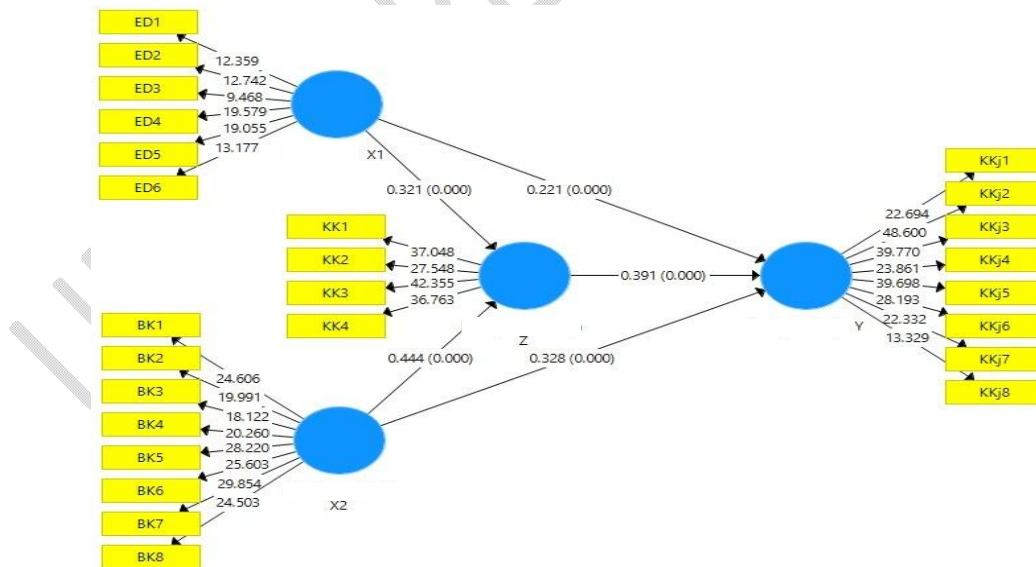 ED1
ED2
ED3
ED4
ED5
ED6
12.359
12.742
9.468
19.579
19.055
13.177
X1
0.321 (0.000)
0.221 (0.000)
KK1
KK2
KK3
KK4
37.048
27.548
42.355
36.763
Z
0.391 (0.000)
0.444 (0.000)
0.328 (0.000)
BK1
BK2
BK3
BK4
BK5
BK6
BK7
BK8
24.606
19.991
18.122
20.260
28.220
25.603
29.854
24.503
X2
Y
22.694
48.600
39.770
23.861
39.698
28.193
22.332
13.329
KKj1
KKj2
KKj3
KKj4
KKj5
KKj6
KKj7
KKj8